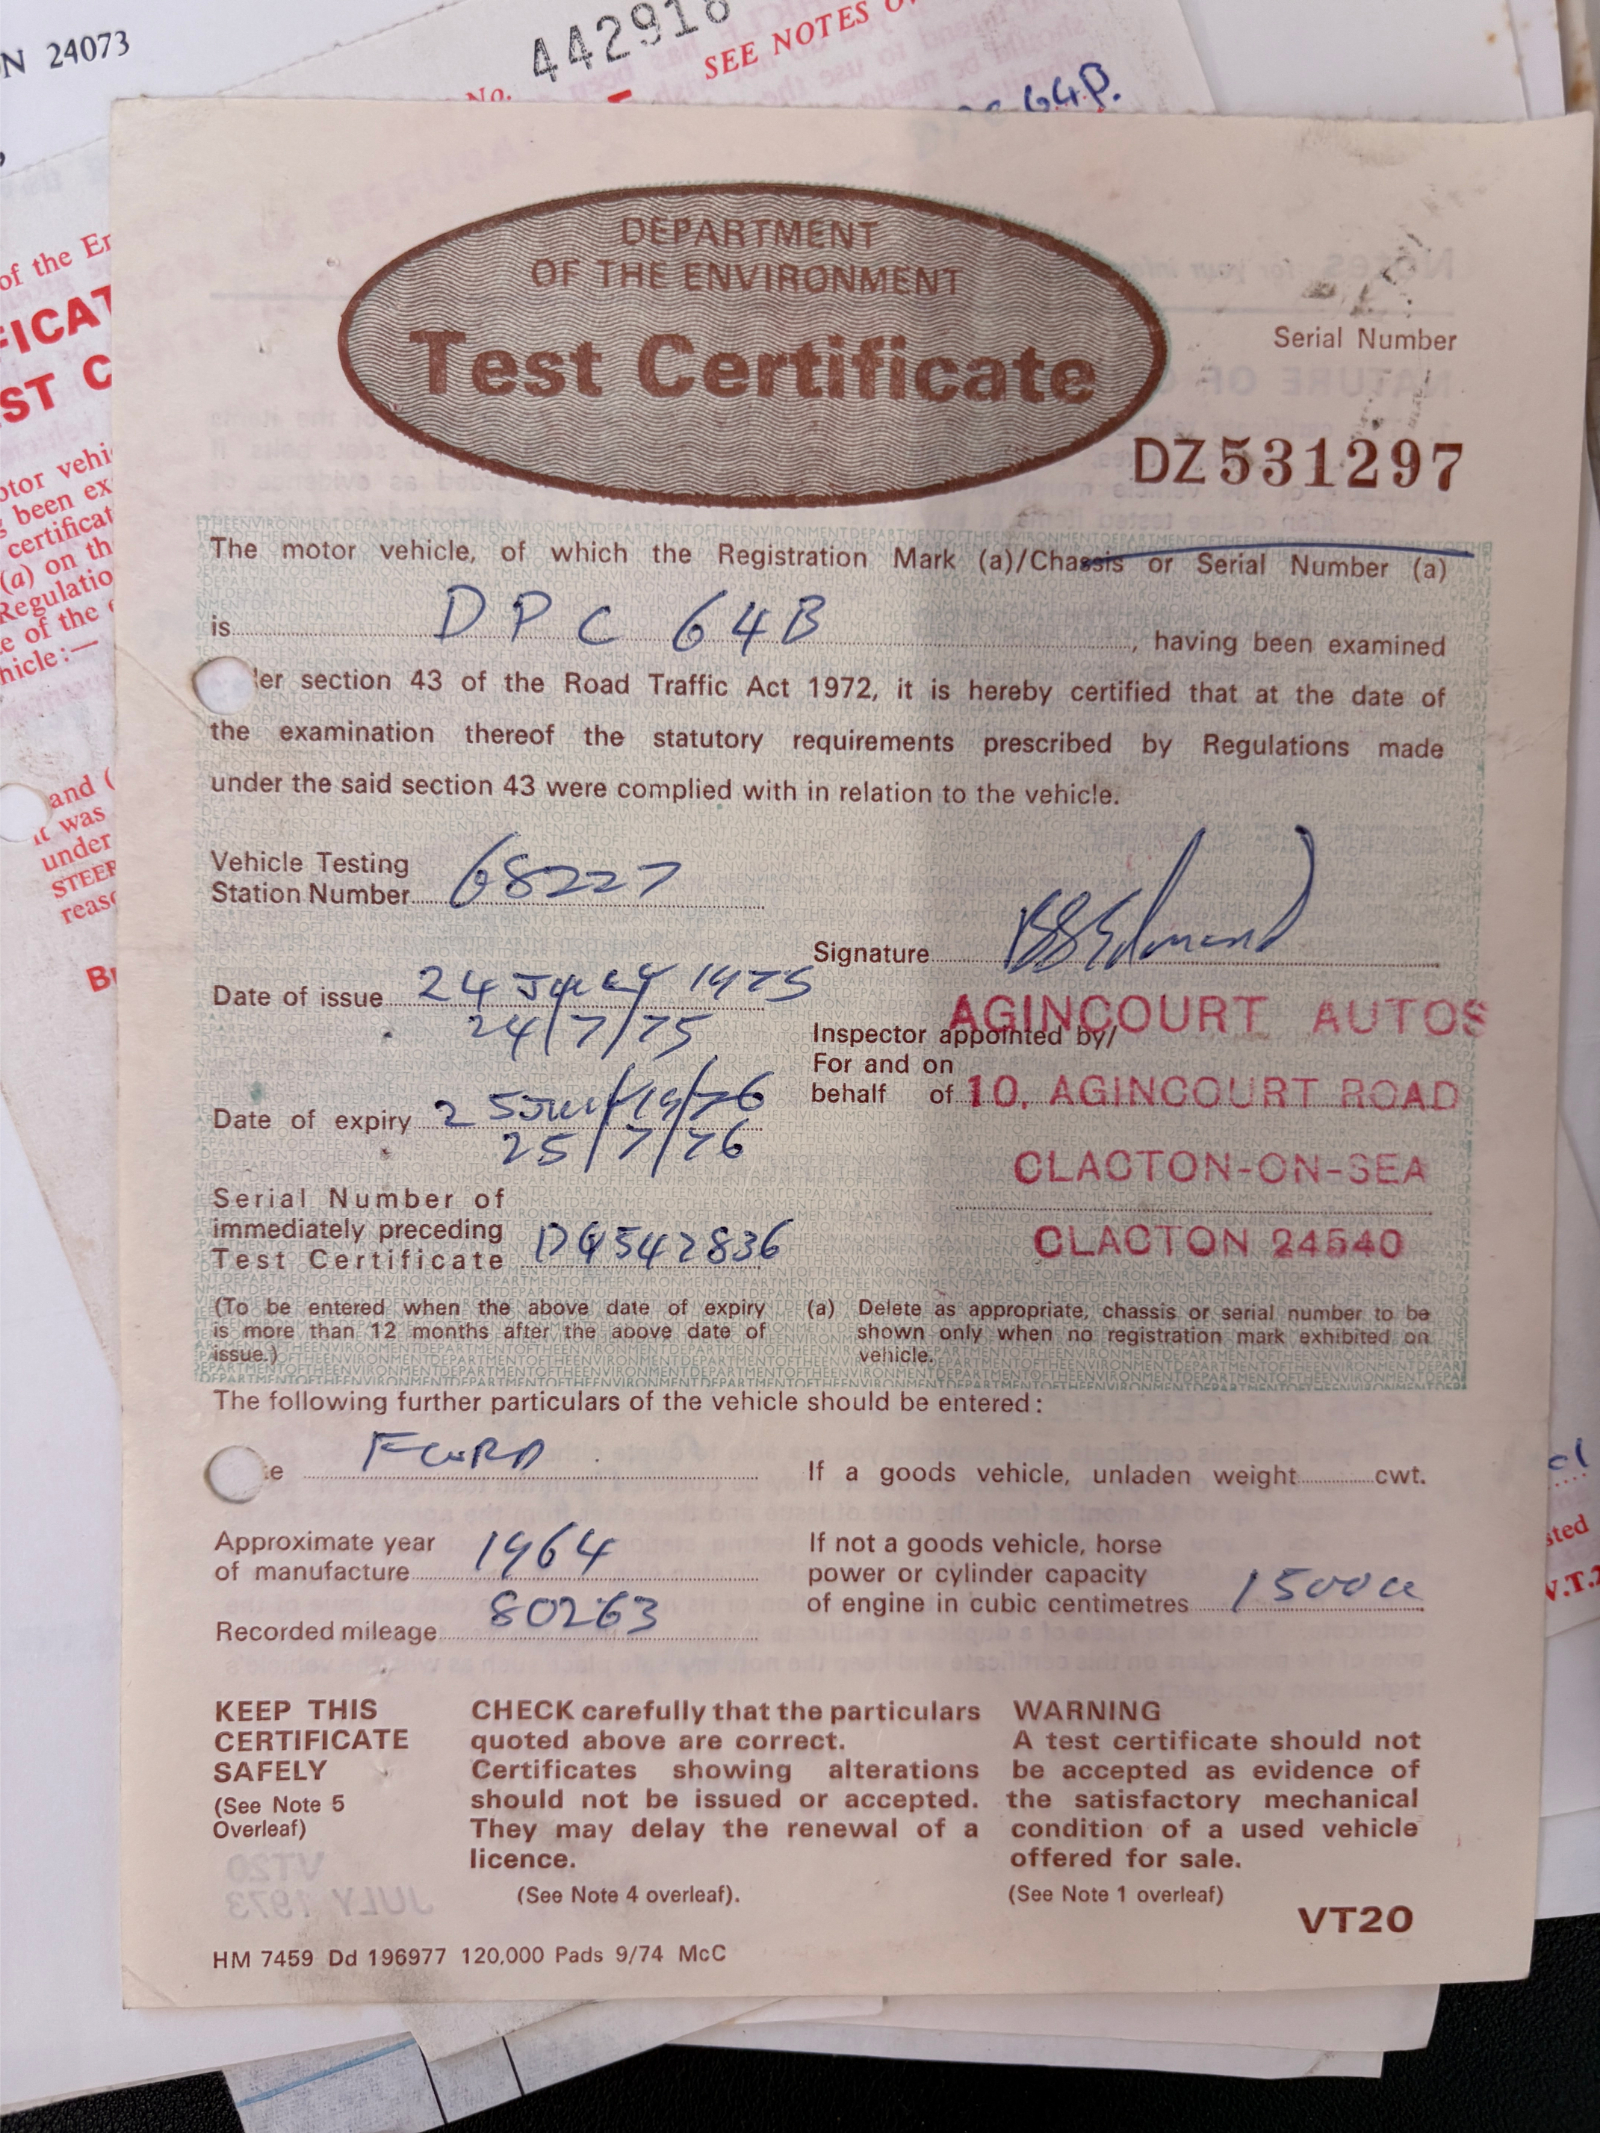 N 24073
No. 442918
SEE NOTES
64P.
of the
DEPARTMENT
OF THE ENVIRONMENT
Test Certificate
Serial Number
DZ531297
The motor vehicle, of which the Registration Mark (a)/Chassis or Serial Number (a)
is DPC 64B, having been examined
er section 43 of the Road Traffic Act 1972, it is hereby certified that at the date of
the examination thereof the statutory requirements prescribed by Regulations made
under the said section 43 were complied with in relation to the vehicle.
Vehicle Testing
Station Number 68227
Signature
Date of issue 24 July 1975
24/7/75
AGINCOURT AUTOS
Inspector appointed by/
For and on
behalf of 10, AGINCOURT ROAD
CLACTON-ON-SEA
CLACTON 24540
Date of expiry 25 July 1976
25/7/76
Serial Number of
immediately preceding
Test Certificate DQ542836
(To be entered when the above date of expiry
is more than 12 months after the above date of
issue.)
(a) Delete as appropriate, chassis or serial number to be
shown only when no registration mark exhibited on
vehicle.
The following further particulars of the vehicle should be entered:
e FORD
If a goods vehicle, unladen weight cwt.
Approximate year
of manufacture 1964
If not a goods vehicle, horse
power or cylinder capacity
of engine in cubic centimetres 1500cc
Recorded mileage 80263
KEEP THIS
CERTIFICATE
SAFELY
(See Note 5
Overleaf)
CHECK carefully that the particulars
quoted above are correct.
Certificates showing alterations
should not be issued or accepted.
They may delay the renewal of a
licence.
(See Note 4 overleaf).
WARNING
A test certificate should not
be accepted as evidence of
the satisfactory mechanical
condition of a used vehicle
offered for sale.
(See Note 1 overleaf)
VT20
HM 7459 Dd 196977 120,000 Pads 9/74 McC